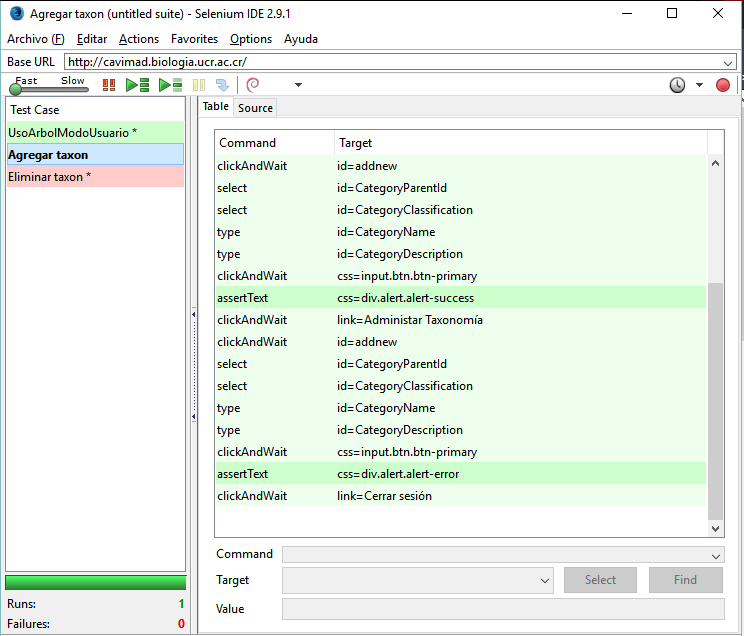 Agregar taxon (untitled suite) - Selenium IDE 2.9.1
Archivo (F) Editar Actions Favorites Options Ayuda
Base URL http://cavimad.biologia.ucr.ac.cr/
Fast Slow
Test Case
UsoArbolModoUsuario *
Agregar taxon
Eliminar taxon *
Table Source
Command Target
clickAndWait id=addnew
select id=CategoryParentId
select id=CategoryClassification
type id=CategoryName
type id=CategoryDescription
clickAndWait css=input.btn.btn-primary
assertText css=div.alert.alert-success
clickAndWait link=Administar Taxonomía
clickAndWait id=addnew
select id=CategoryParentId
select id=CategoryClassification
type id=CategoryName
type id=CategoryDescription
clickAndWait css=input.btn.btn-primary
assertText css=div.alert.alert-error
clickAndWait link=Cerrar sesión
Command
Target Select Find
Value
Runs: 1
Failures: 0